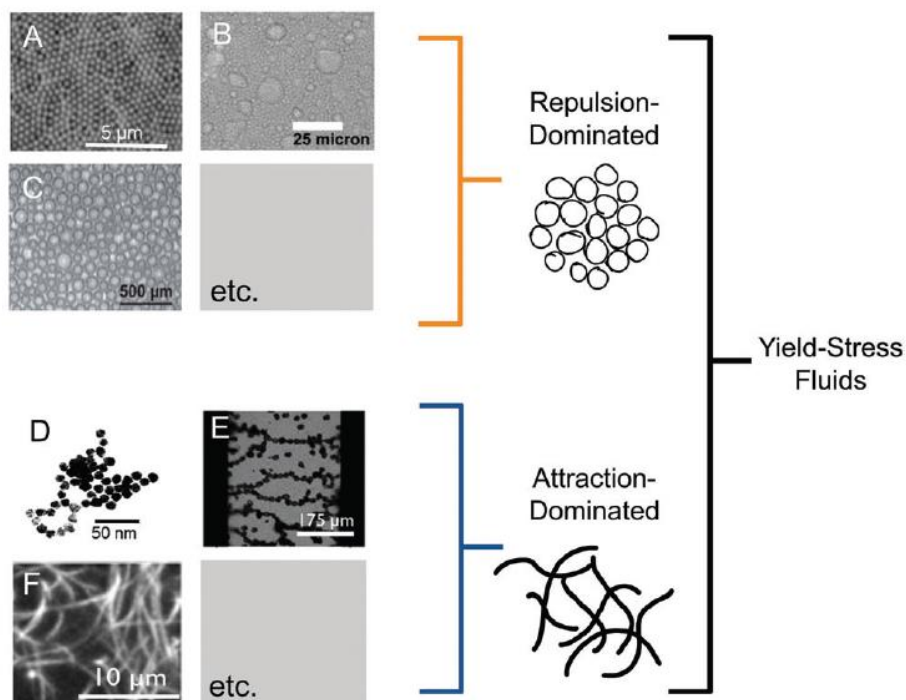 A
5 μm
B
25 micron
C
500 μm
etc.
Repulsion-
Dominated
Yield-Stress
Fluids
D
50 nm
E
175 μm
F
10 μm
etc.
Attraction-
Dominated